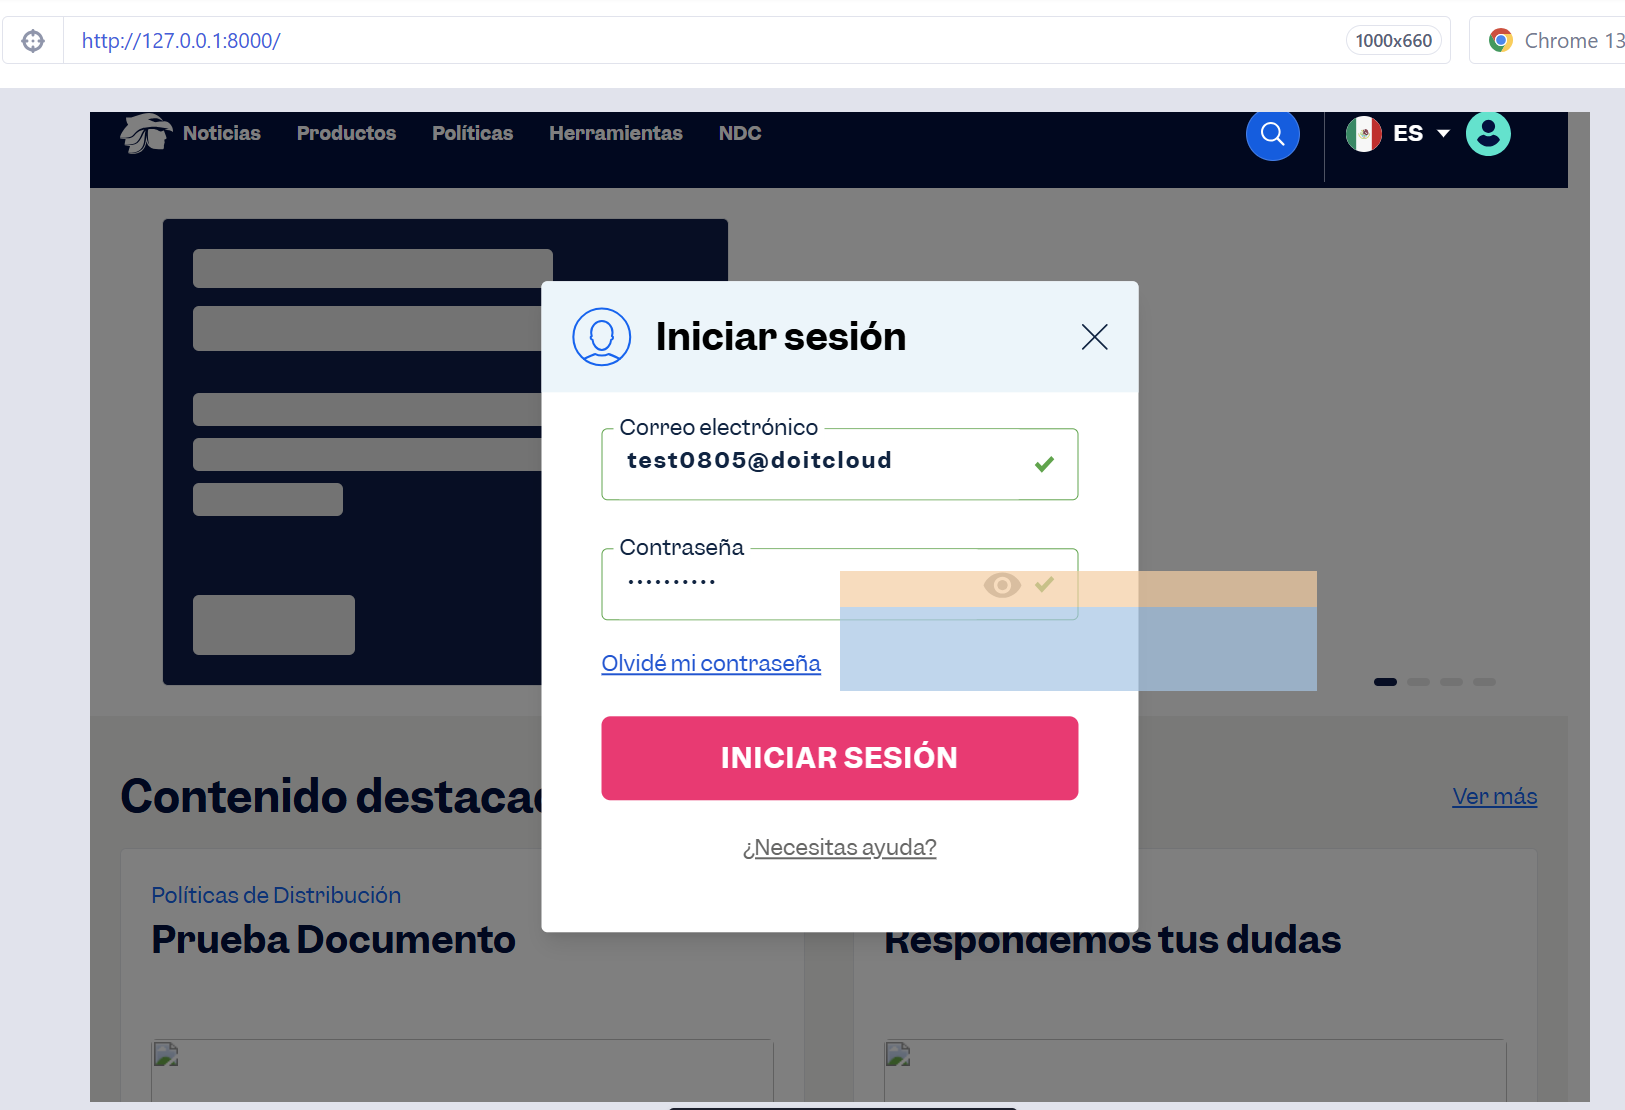 http://127.0.0.1:8000/
1000x660
Chrome 13
Noticias
Productos
Políticas
Herramientas
NDC
ES
Iniciar sesión
Correo electrónico
test0805@doitcloud
Contraseña
••••••••••
Olvidé mi contraseña
INICIAR SESIÓN
¿Necesitas ayuda?
Contenido destacad
Ver más
Políticas de Distribución
Prueba Documento
Respondemos tus dudas